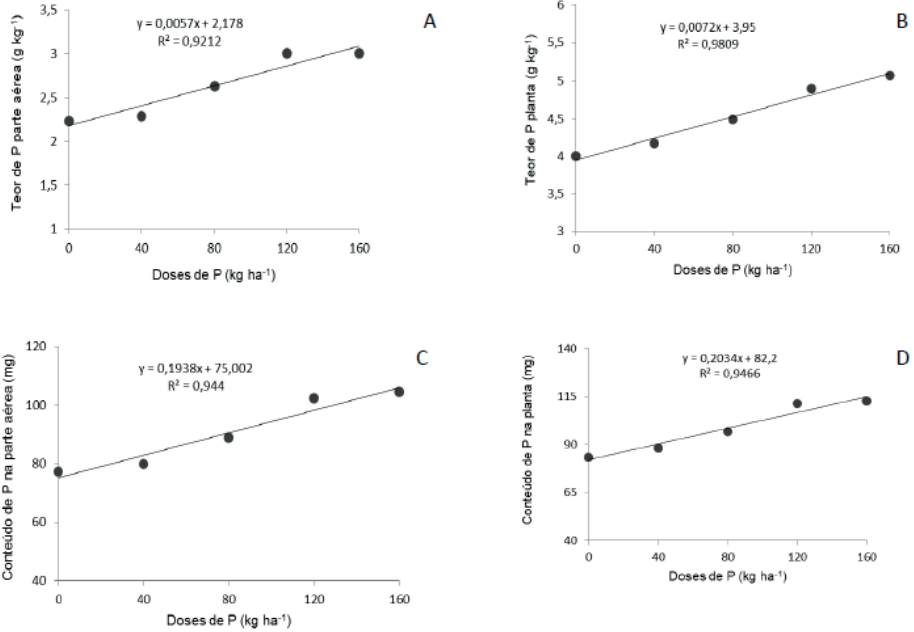 A
y = 0,0057x + 2,178
R² = 0,9212
Teor de P parte aérea (g kg⁻¹)
3,5
3
2,5
2
1,5
1
0
40
80
120
160
Doses de P (kg ha⁻¹)
B
y = 0,0072x + 3,95
R² = 0,9809
Teor de P planta (g kg⁻¹)
6
5,5
5
4,5
4
3,5
3
0
40
80
120
160
Doses de P (kg ha⁻¹)
C
y = 0,1938x + 75,002
R² = 0,944
Conteúdo de P na parte aérea (mg)
120
100
80
60
40
0
40
80
120
160
Doses de P (kg ha⁻¹)
D
y = 0,2034x + 82,2
R² = 0,9466
Conteúdo de P na planta (mg)
140
115
90
65
40
0
40
80
120
160
Doses de P (kg ha⁻¹)